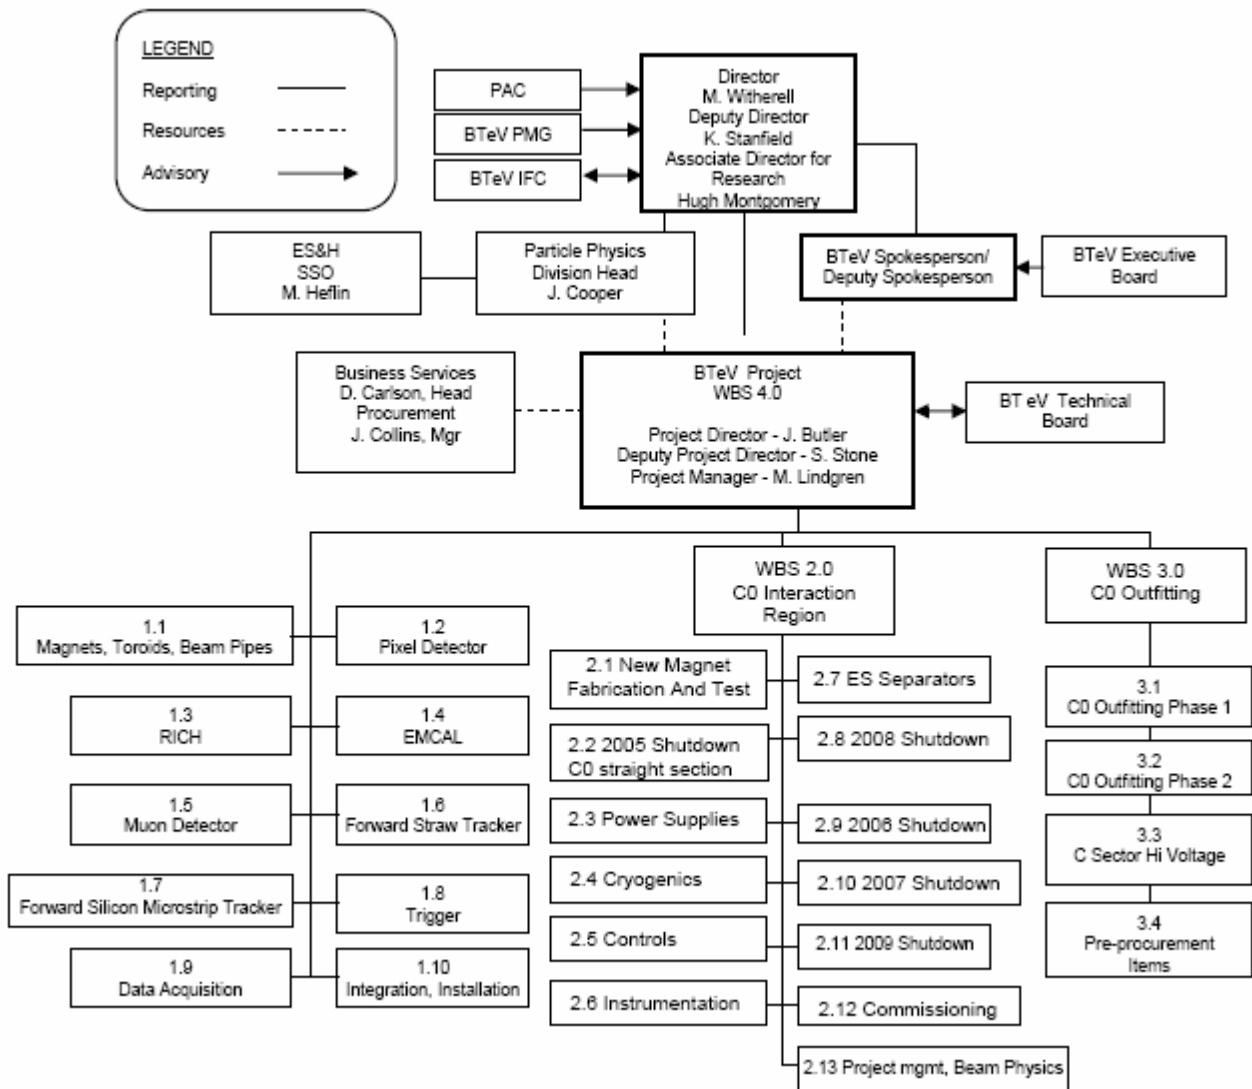 LEGEND
Reporting
Resources
Advisory
PAC
BTeV PMG
BTeV IFC
Director
M. Witherell
Deputy Director
K. Stanfield
Associate Director for
Research
Hugh Montgomery
ES&H
SSO
M. Heflin
Particle Physics
Division Head
J. Cooper
BTeV Spokesperson/
Deputy Spokesperson
BTeV Executive
Board
Business Services
D. Carlson, Head
Procurement
J. Collins, Mgr
BTeV Project
WBS 4.0
Project Director - J. Butler
Deputy Project Director - S. Stone
Project Manager - M. Lindgren
BT eV Technical
Board
WBS 2.0
C0 Interaction
Region
WBS 3.0
C0 Outfitting
1.1
Magnets, Toroids, Beam Pipes
1.2
Pixel Detector
1.3
RICH
1.4
EMCAL
1.5
Muon Detector
1.6
Forward Straw Tracker
1.7
Forward Silicon Microstrip Tracker
1.8
Trigger
1.9
Data Acquisition
1.10
Integration, Installation
2.1 New Magnet
Fabrication And Test
2.7 ES Separators
2.2 2005 Shutdown
C0 straight section
2.8 2008 Shutdown
2.3 Power Supplies
2.9 2006 Shutdown
2.4 Cryogenics
2.10 2007 Shutdown
2.5 Controls
2.11 2009 Shutdown
2.6 Instrumentation
2.12 Commissioning
2.13 Project mgmt, Beam Physics
3.1
C0 Outfitting Phase 1
3.2
C0 Outfitting Phase 2
3.3
C Sector Hi Voltage
3.4
Pre-procurement
Items